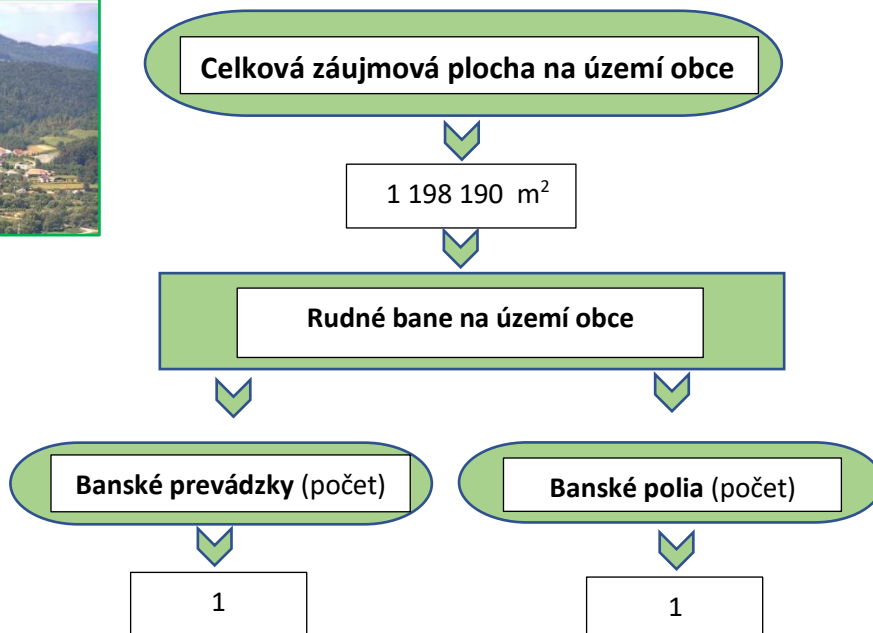 Celková záujmová plocha na území obce
1 198 190 m²
Rudné bane na území obce
Banské prevádzky (počet)
Banské polia (počet)
1
1